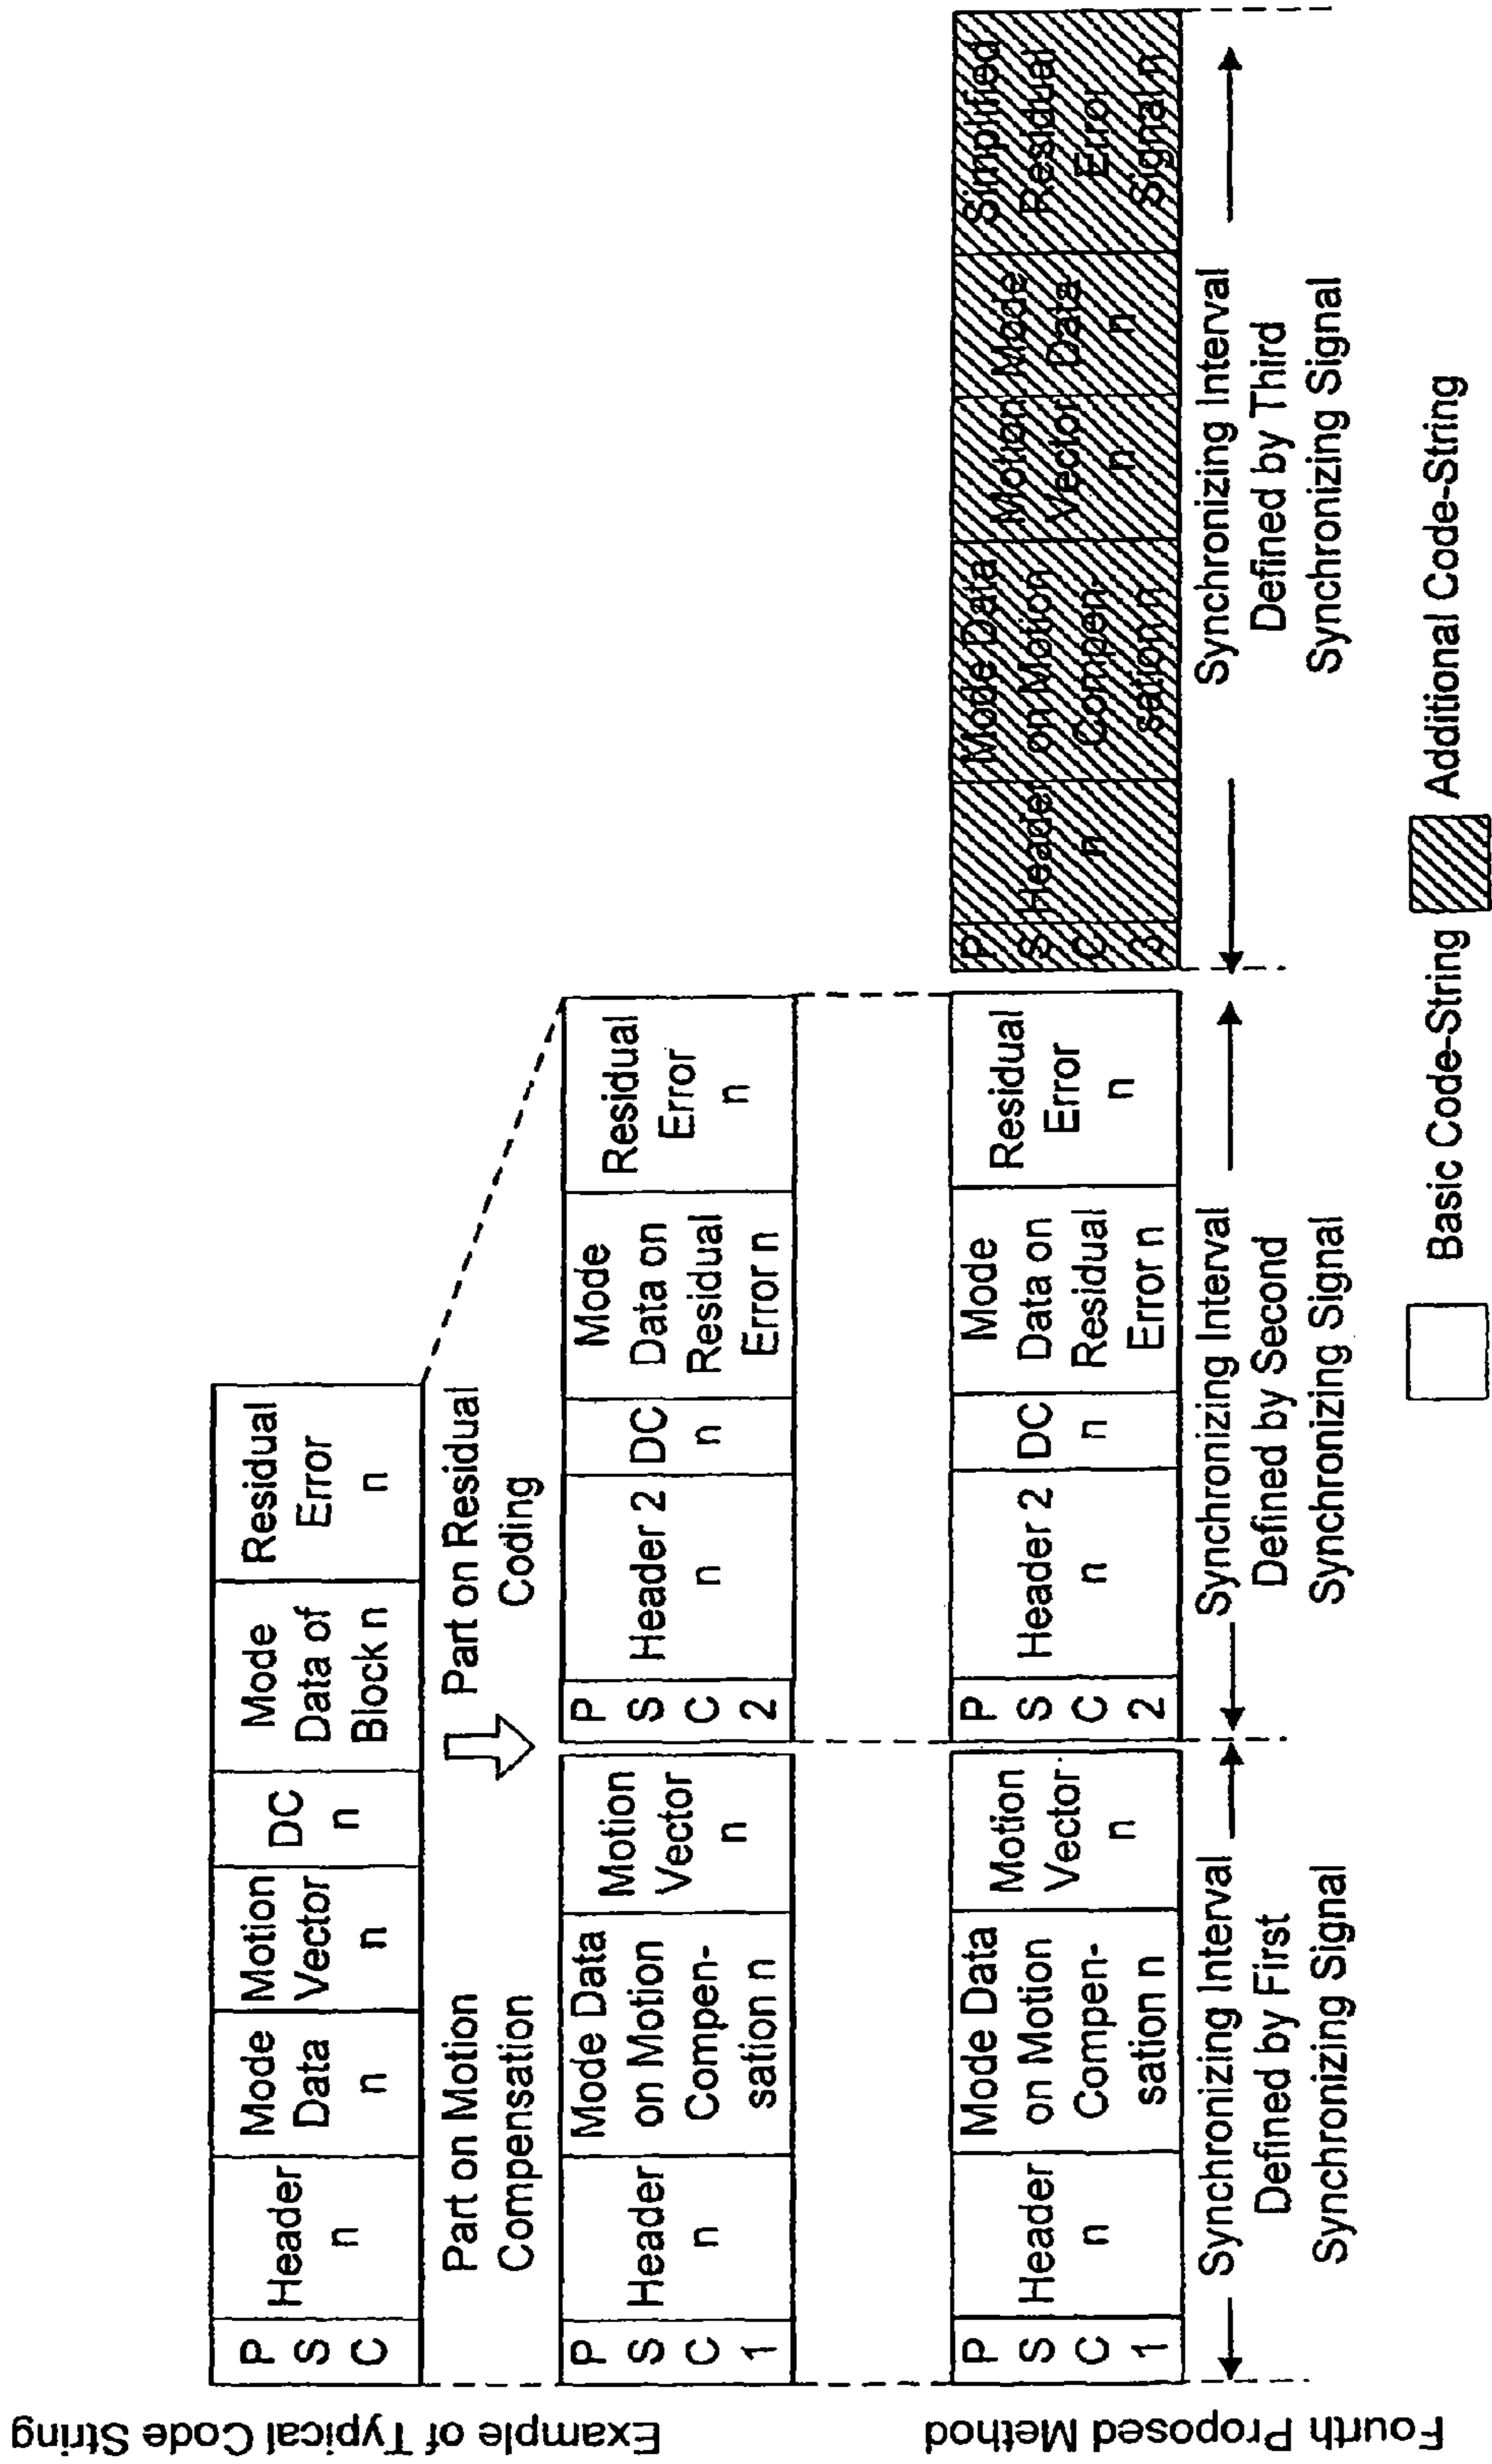 Example of Typical Code String
P
S
C
Header
n
Mode
Data
n
Motion
Vector
n
DC
n
Mode
Data of
Block n
Residual
Error
n
Part on Motion
Compensation
Part on Residual
Coding
P
S
C
1
Header
n
Mode Data
on Motion
Compen-
sation n
Motion
Vector
n
P
S
C
2
Header 2
n
DC
n
Mode
Data on
Residual
Error n
Residual
Error
n
Fourth Proposed Method
P
S
C
1
Header
n
Mode Data
on Motion
Compen-
sation n
Motion
Vector
n
P
S
C
2
Header 2
n
DC
n
Mode
Data on
Residual
Error n
Residual
Error
n
P
S
C
3
Header
n
Mode Data
on Motion
Compen-
sation n
Motion
Vector
n
Mode
Data
n
Simplified
Residual
Error
Signal n
Synchronizing Interval
Defined by First
Synchronizing Signal
Synchronizing Interval
Defined by Second
Synchronizing Signal
Synchronizing Interval
Defined by Third
Synchronizing Signal
Basic Code-String
Additional Code-String